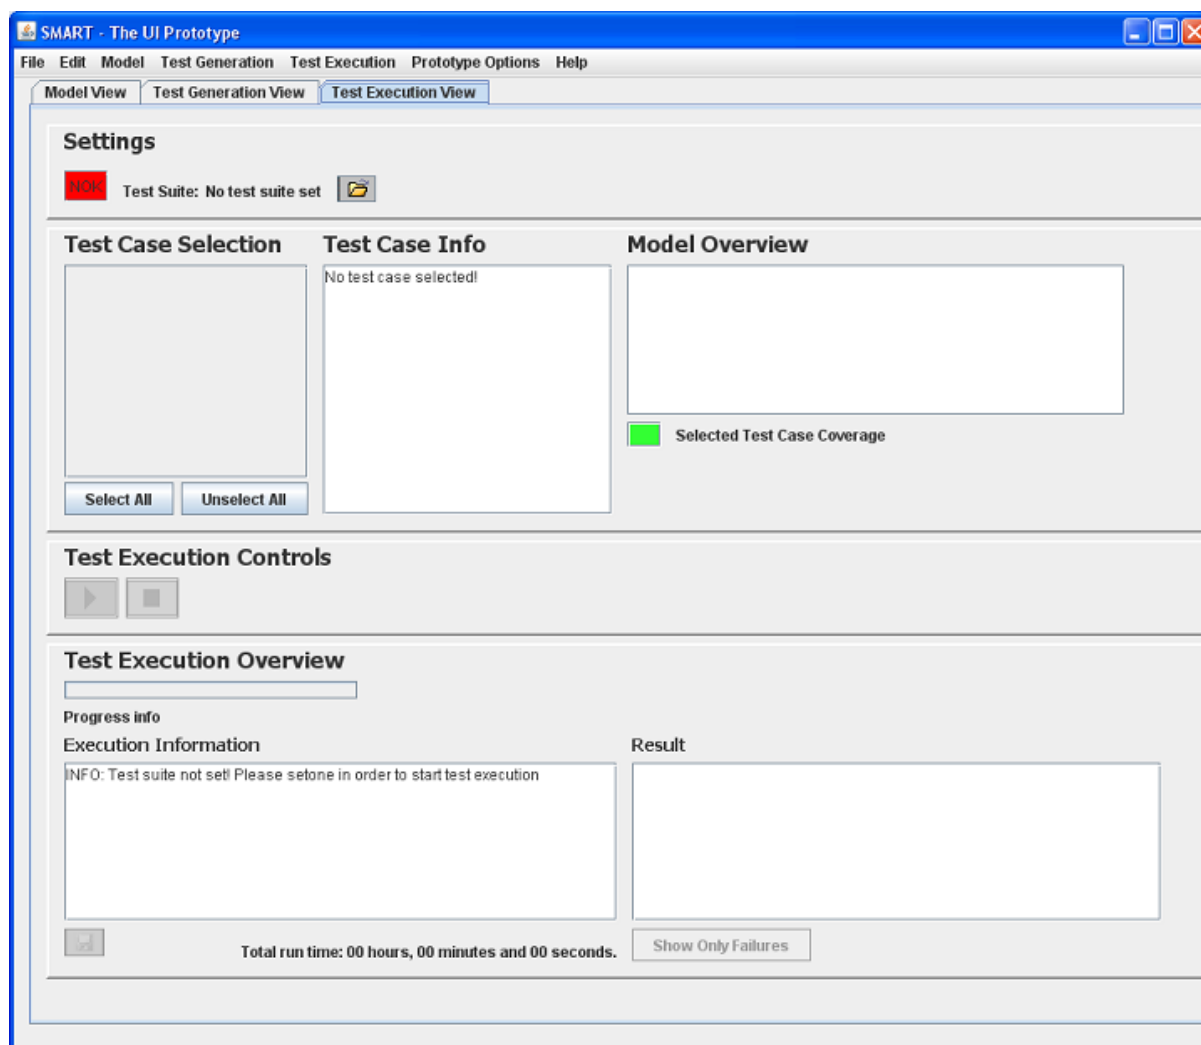 SMART - The UI Prototype
File Edit Model Test Generation Test Execution Prototype Options Help
Model View Test Generation View Test Execution View
Settings
NOK Test Suite: No test suite set
Test Case Selection Test Case Info Model Overview
No test case selected!
Selected Test Case Coverage
Select All Unselect All
Test Execution Controls
Test Execution Overview
Progress info
Execution Information Result
INFO: Test suite not set! Please setone in order to start test execution
Total run time: 00 hours, 00 minutes and 00 seconds. Show Only Failures